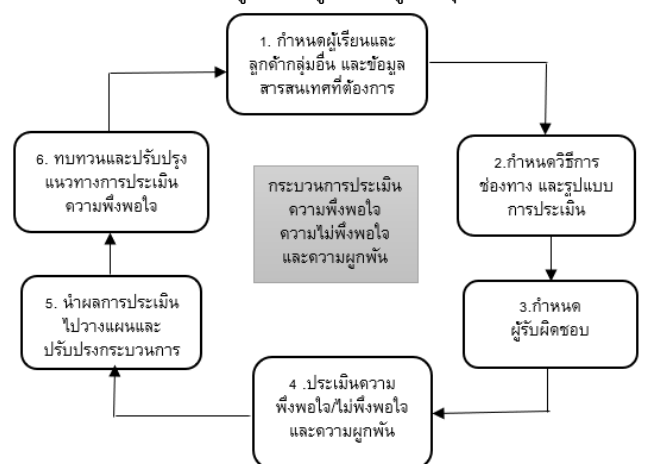 1. กำหนดผู้เรียนและ
ลูกค้ากลุ่มอื่น และข้อมูล
สารสนเทศที่ต้องการ
2.กำหนดวิธีการ
ช่องทาง และรูปแบบ
การประเมิน
3.กำหนด
ผู้รับผิดชอบ
4 .ประเมินความ
พึงพอใจ/ไม่พึงพอใจ
และความผูกพัน
5. นำผลการประเมิน
ไปวางแผนและ
ปรับปรุงกระบวนการ
6. ทบทวนและปรับปรุง
แนวทางการประเมิน
ความพึงพอใจ
กระบวนการประเมิน
ความพึงพอใจ
ความไม่พึงพอใจ
และความผูกพัน